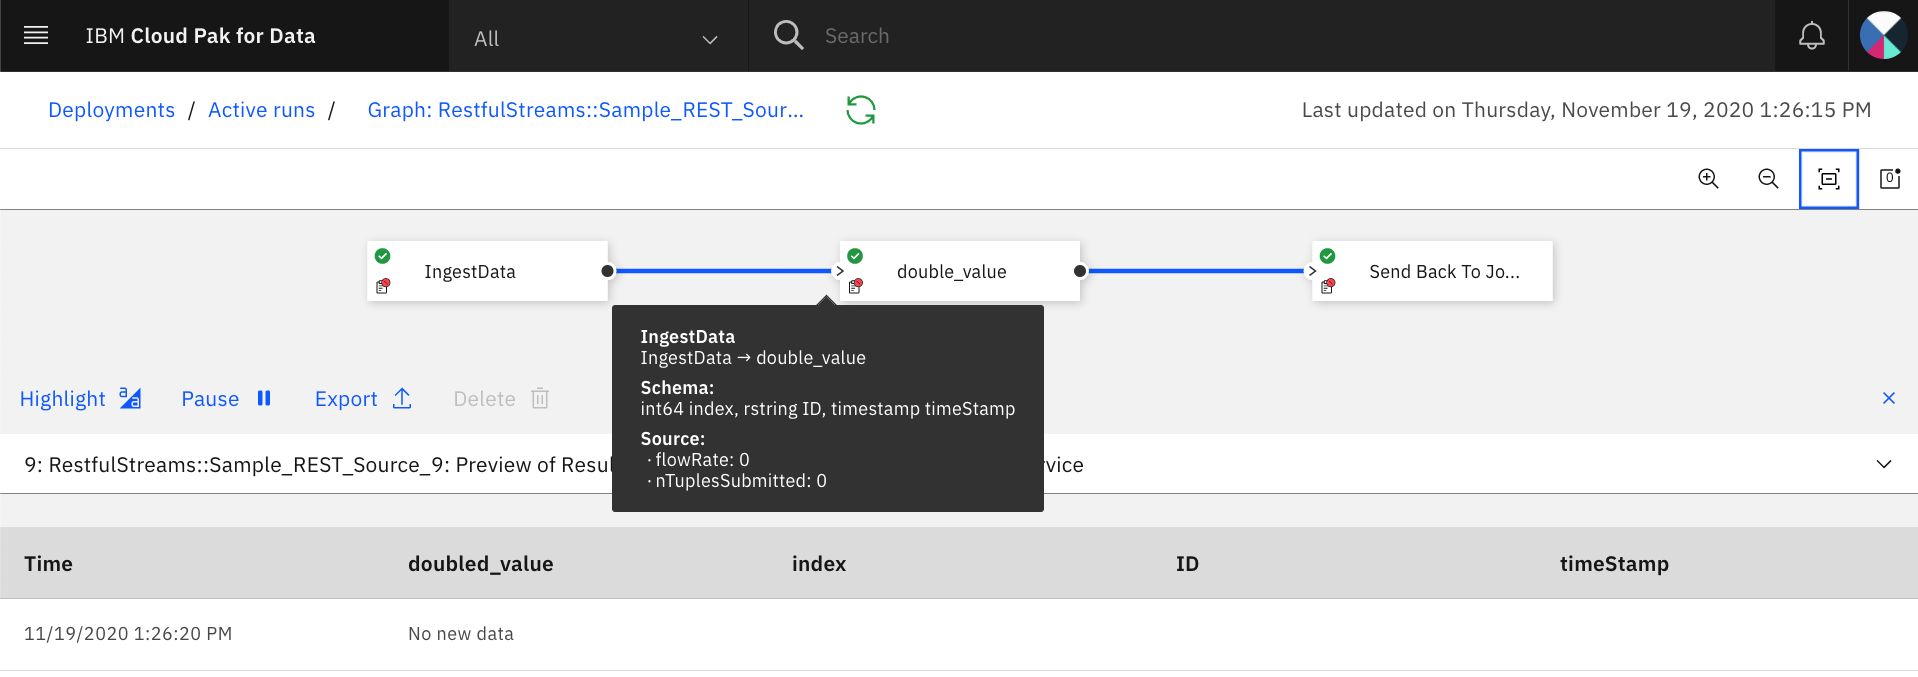 IBM Cloud Pak for Data
All
Search
Deployments / Active runs / Graph: RestfulStreams::Sample_REST_Sour...
Last updated on Thursday, November 19, 2020 1:26:15 PM
0
IngestData
double_value
Send Back To Jo...
IngestData
IngestData → double_value
Schema:
int64 index, rstring ID, timestamp timeStamp
Source:
· flowRate: 0
· nTuplesSubmitted: 0
Highlight
Pause
Export
Delete
9: RestfulStreams::Sample_REST_Source_9: Preview of Resul
vice
Time doubled_value index ID timeStamp
11/19/2020 1:26:20 PM No new data